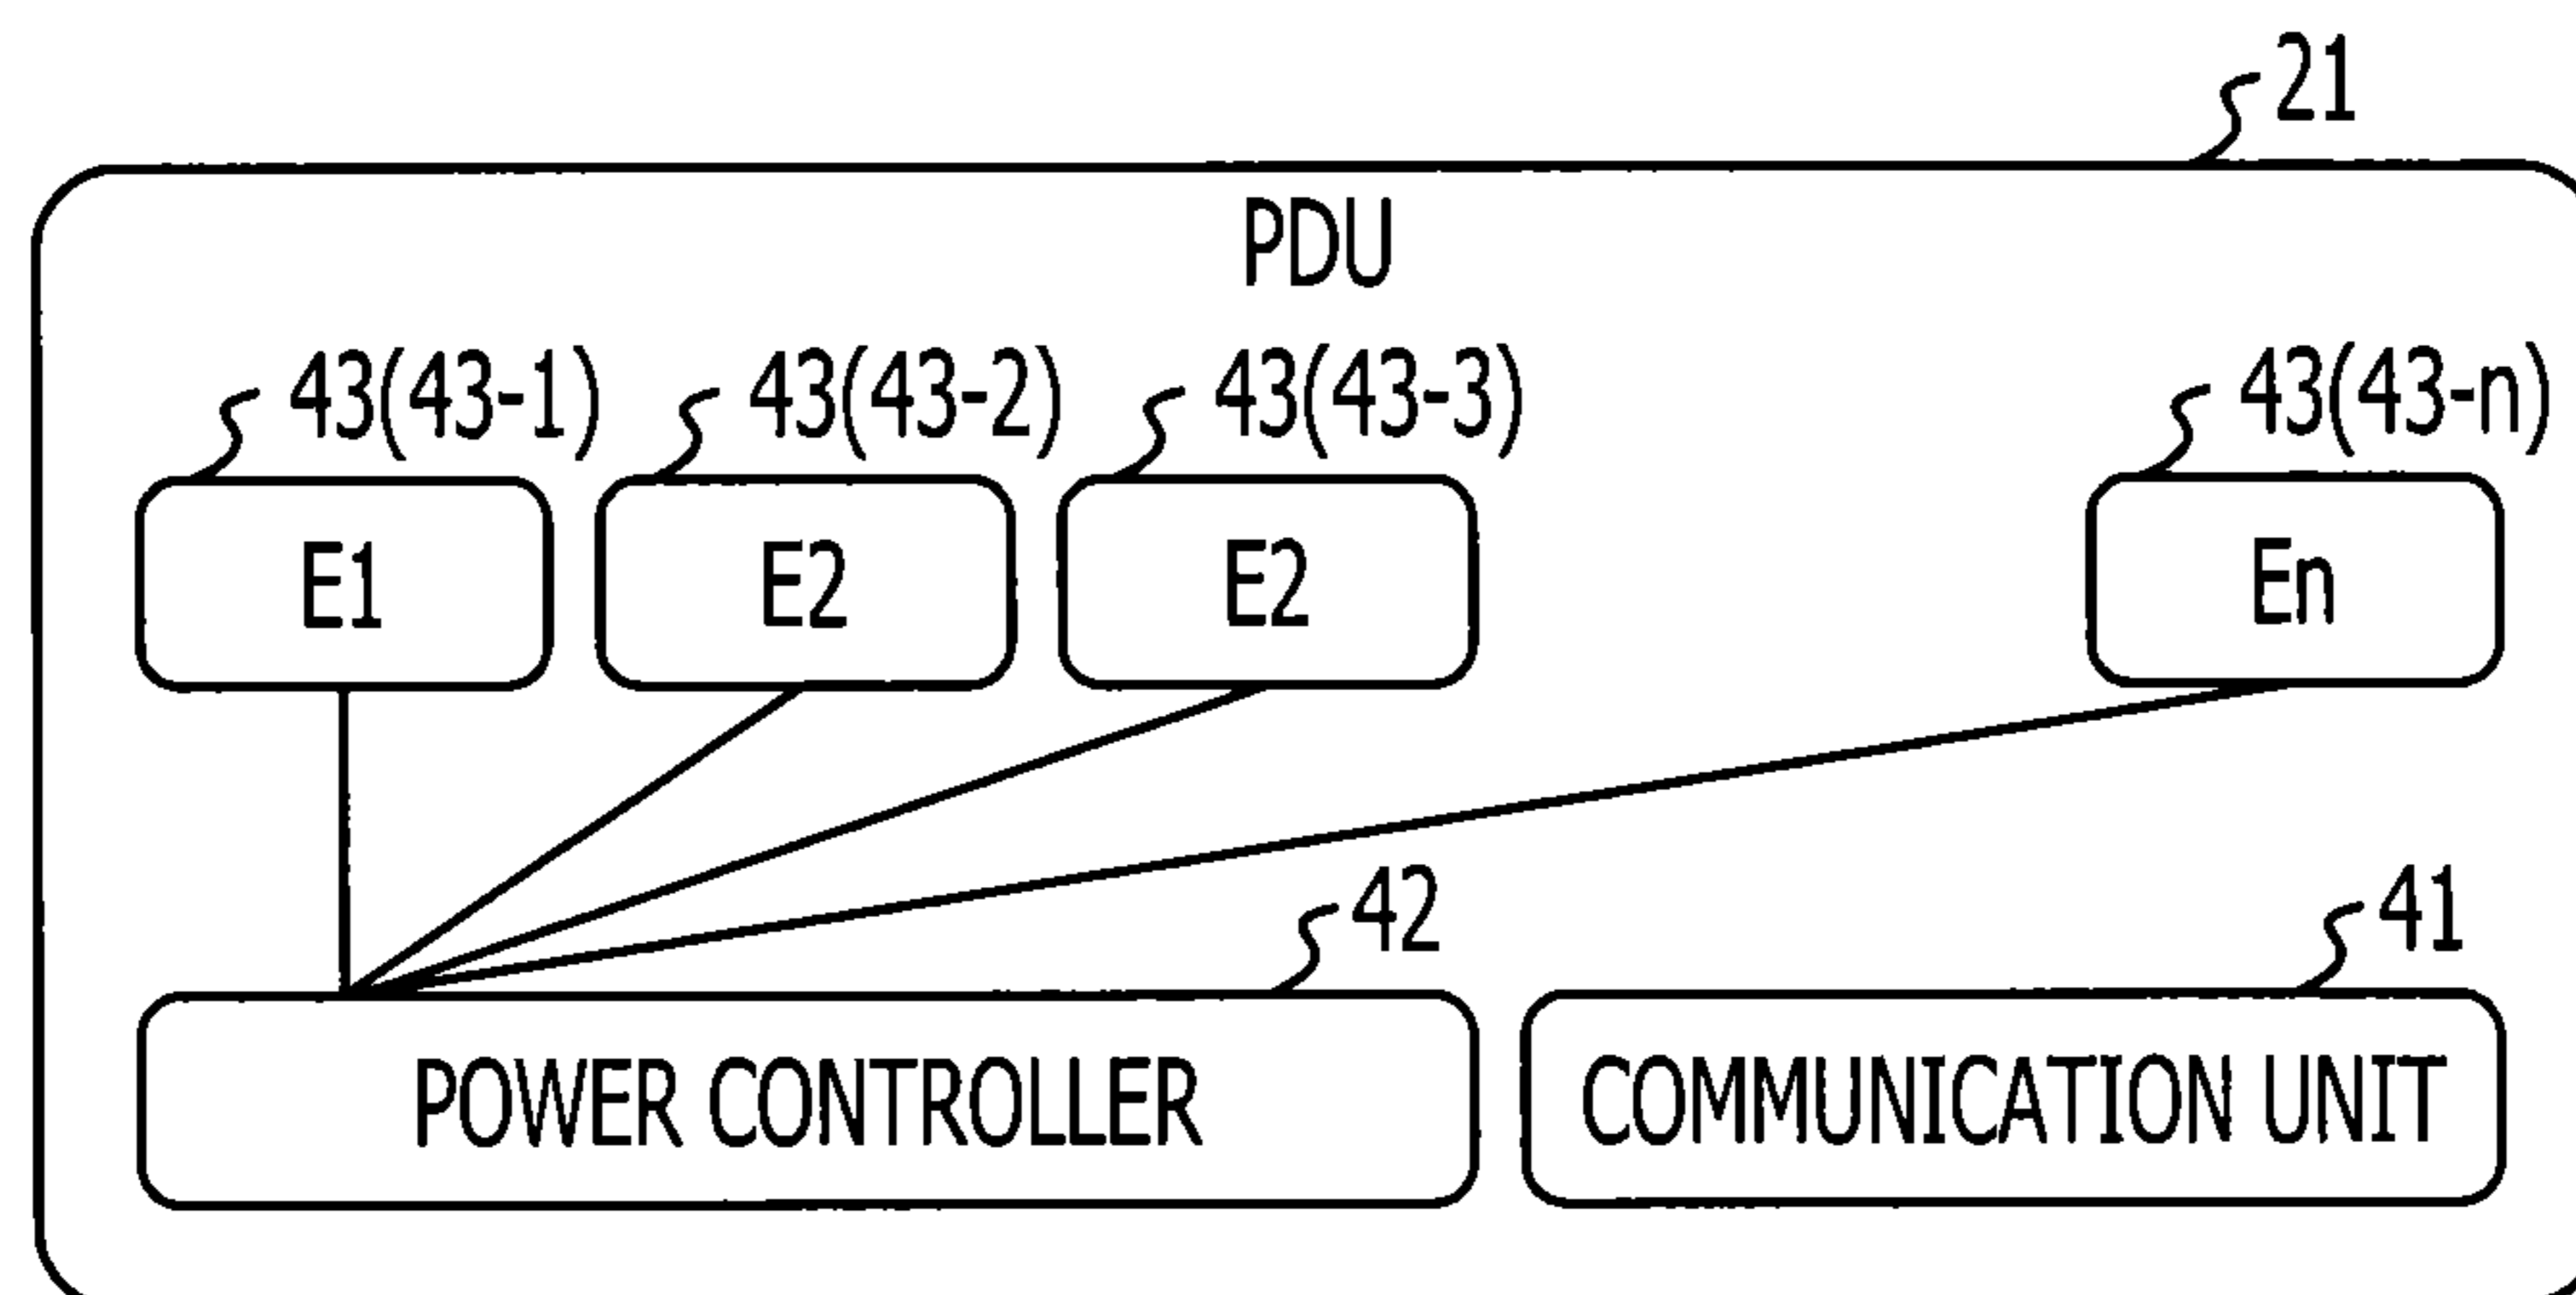 21
PDU
43(43-1) 43(43-2) 43(43-3) 43(43-n)
E1 E2 E2 En
42 41
POWER CONTROLLER COMMUNICATION UNIT